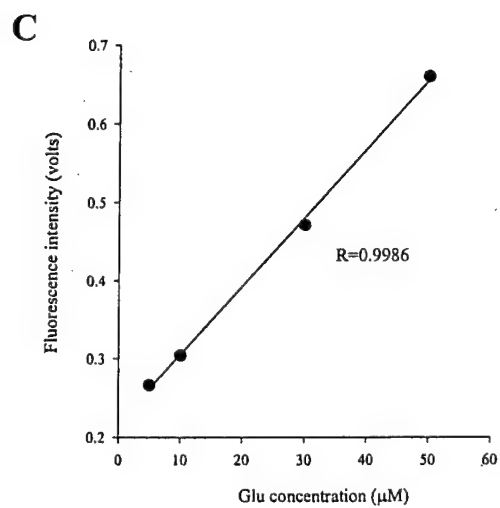 C
0.7
0.6
0.5
0.4
0.3
0.2
Fluorescence intensity (volts)
R=0.9986
0 10 20 30 40 50 60
Glu concentration (µM)